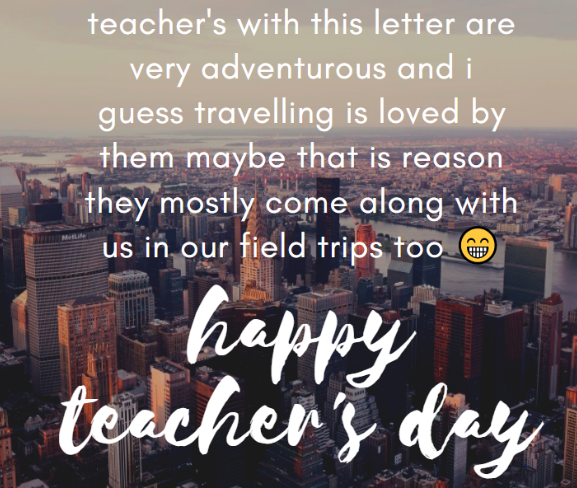 teacher's with this letter are
very adventurous and i
guess travelling is loved by
them maybe that is reason
they mostly come along with
us in our field trips too 😁
MetLife
happy
teacher's day